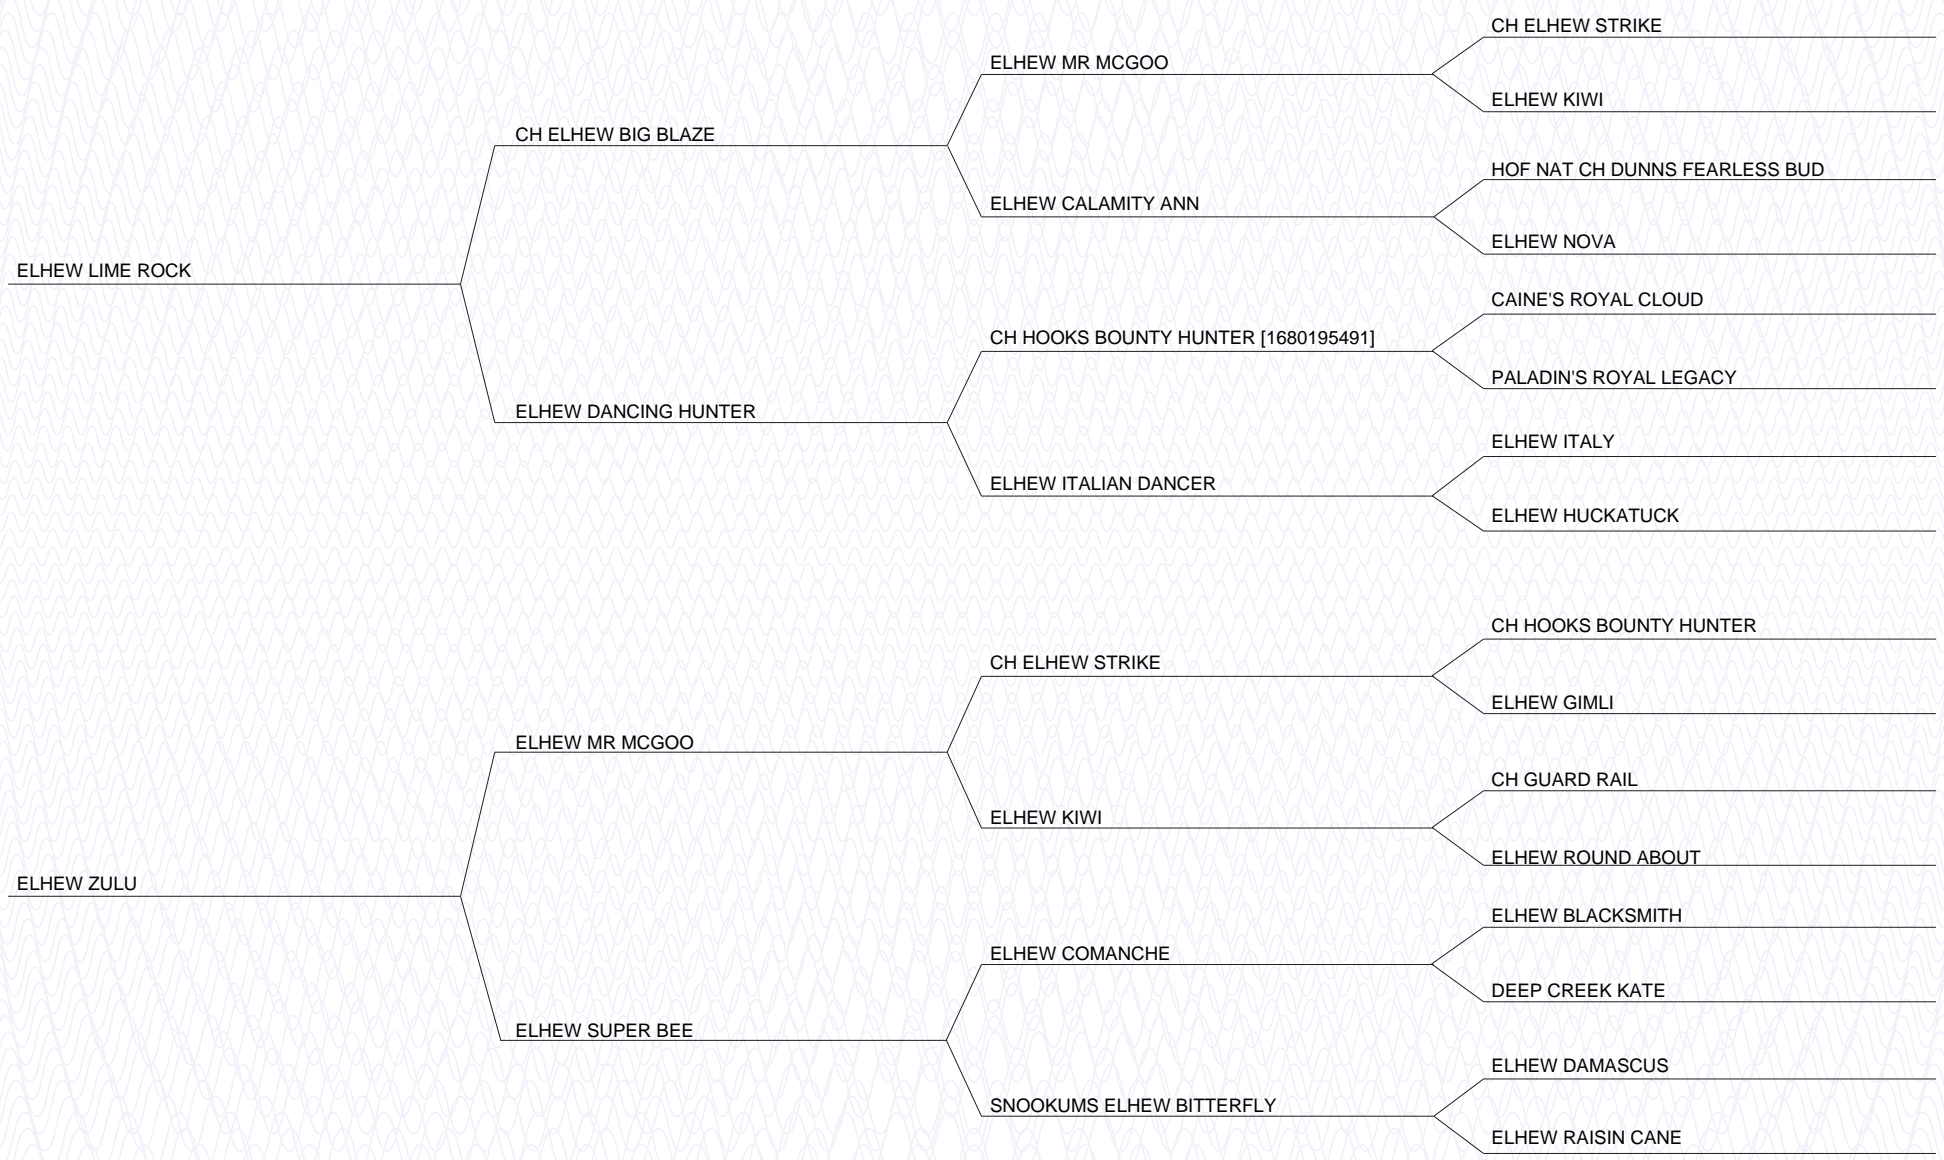 CH ELHEW STRIKE
ELHEW MR MCGOO
ELHEW KIWI
CH ELHEW BIG BLAZE
HOF NAT CH DUNNS FEARLESS BUD
ELHEW CALAMITY ANN
ELHEW NOVA
ELHEW LIME ROCK
CAINE'S ROYAL CLOUD
CH HOOKS BOUNTY HUNTER [1680195491]
PALADIN'S ROYAL LEGACY
ELHEW DANCING HUNTER
ELHEW ITALY
ELHEW ITALIAN DANCER
ELHEW HUCKATUCK
CH HOOKS BOUNTY HUNTER
CH ELHEW STRIKE
ELHEW GIMLI
ELHEW MR MCGOO
CH GUARD RAIL
ELHEW KIWI
ELHEW ROUND ABOUT
ELHEW ZULU
ELHEW BLACKSMITH
ELHEW COMANCHE
DEEP CREEK KATE
ELHEW SUPER BEE
ELHEW DAMASCUS
SNOOKUMS ELHEW BITTERFLY
ELHEW RAISIN CANE